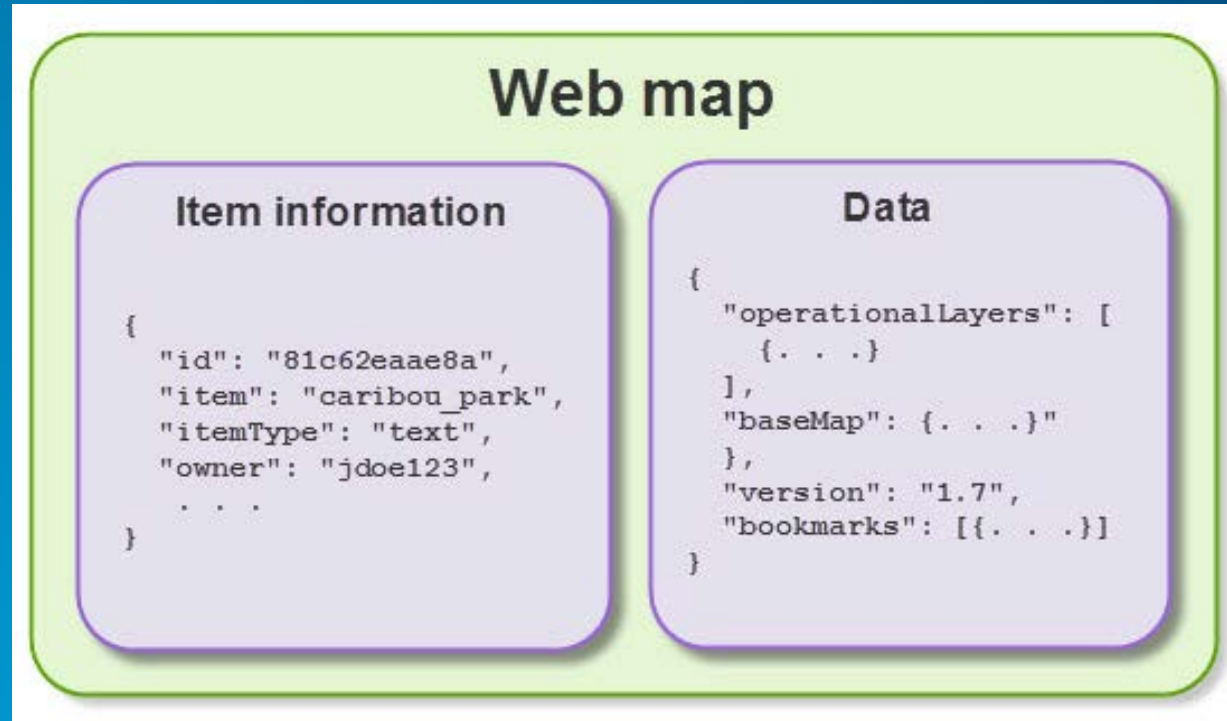 Web map
Item information
{
"id": "81c62eaae8a",
"item": "caribou_park",
"itemType": "text",
"owner": "jdoe123",
. . .
}
Data
{
"operationalLayers": [
{. . .}
],
"baseMap": {. . .}"
},
"version": "1.7",
"bookmarks": [{. . .}]
}